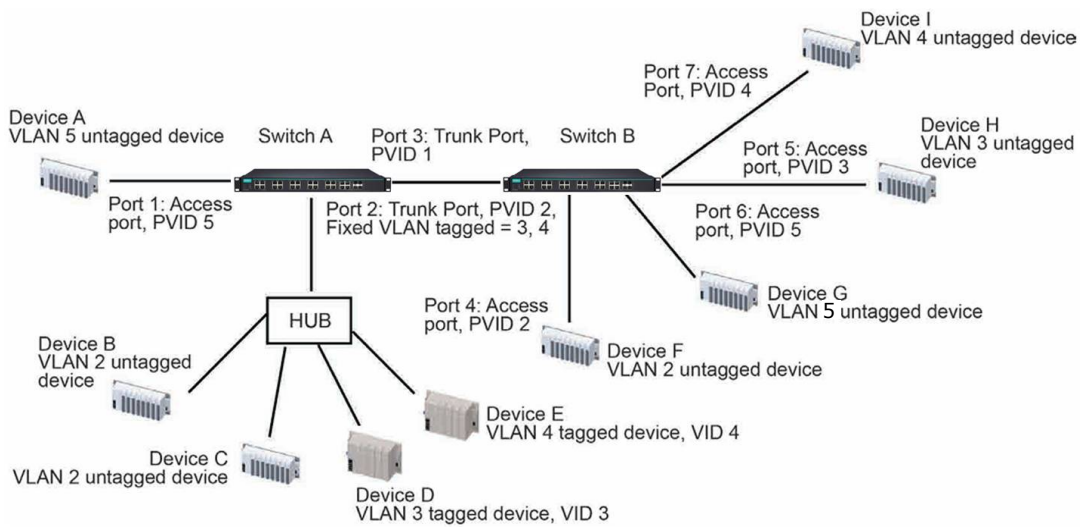 Device I
VLAN 4 untagged device
Port 7: Access
Port, PVID 4
Device A
VLAN 5 untagged device
Switch A
Port 3: Trunk Port,
PVID 1
Switch B
Device H
VLAN 3 untagged
device
Port 5: Access
port, PVID 3
Port 1: Access
port, PVID 5
Port 2: Trunk Port, PVID 2,
Fixed VLAN tagged = 3, 4
Port 6: Access
port, PVID 5
Device G
VLAN 5 untagged device
Port 4: Access
port, PVID 2
HUB
Device F
VLAN 2 untagged device
Device B
VLAN 2 untagged
device
Device E
VLAN 4 tagged device, VID 4
Device C
VLAN 2 untagged device
Device D
VLAN 3 tagged device, VID 3